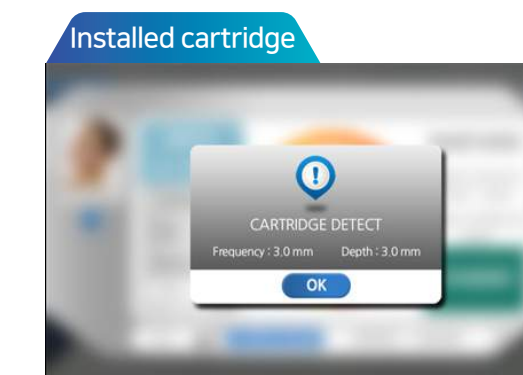 Installed cartridge
CARTRIDGE DETECT
Frequency : 3.0 mm Depth : 3.0 mm
OK